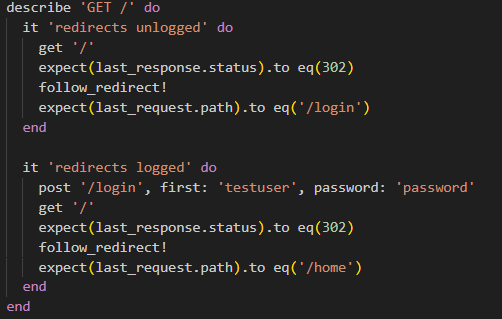 describe 'GET /' do
  it 'redirects unlogged' do
    get '/'
    expect(last_response.status).to eq(302)
    follow_redirect!
    expect(last_request.path).to eq('/login')
  end

  it 'redirects logged' do
    post '/login', first: 'testuser', password: 'password'
    get '/'
    expect(last_response.status).to eq(302)
    follow_redirect!
    expect(last_request.path).to eq('/home')
  end
end